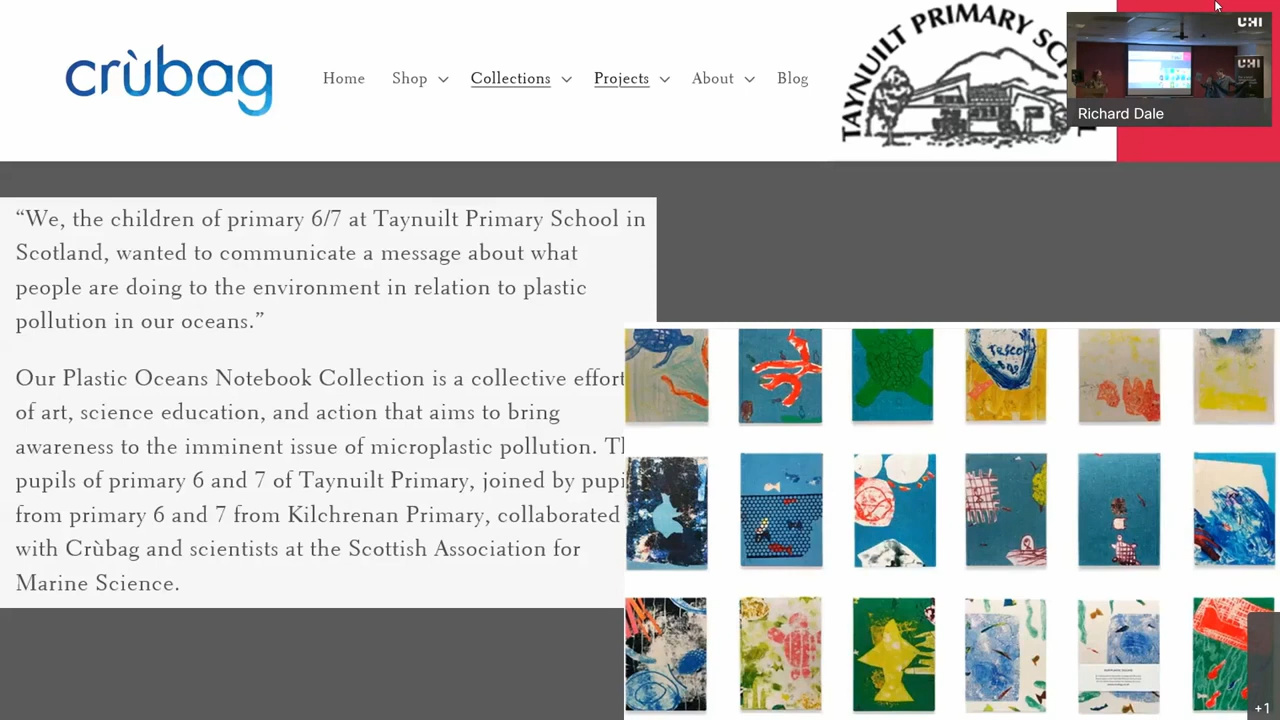 crùbag
Home Shop Collections Projects About Blog
TAYNUILT PRIMARY SCH
UHI
UHI
Richard Dale
“We, the children of primary 6/7 at Taynuilt Primary School in
Scotland, wanted to communicate a message about what
people are doing to the environment in relation to plastic
pollution in our oceans.”
Our Plastic Oceans Notebook Collection is a collective effort
of art, science education, and action that aims to bring
awareness to the imminent issue of microplastic pollution.
pupils of primary 6 and 7 of Taynuilt Primary, joined by
from primary 6 and 7 from Kilchrenan Primary, collaborated
with Crùbag and scientists at the Scottish Association for
Marine Science.
Tesco
+1